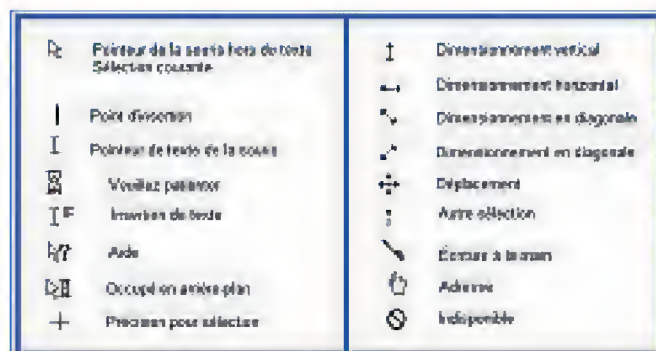 Pointeur de la souris hors de texte
Sélection courante
Point d'insertion
Pointeur de texte de la souris
Veuillez patienter
Insertion de texte
Aide
Occupé en arrière-plan
Précision pour sélection
Dimensionnement vertical
Dimensionnement horizontal
Dimensionnement en diagonale
Dimensionnement en diagonale
Déplacement
Autre sélection
Écriture à la main
Adresse
Indisponible